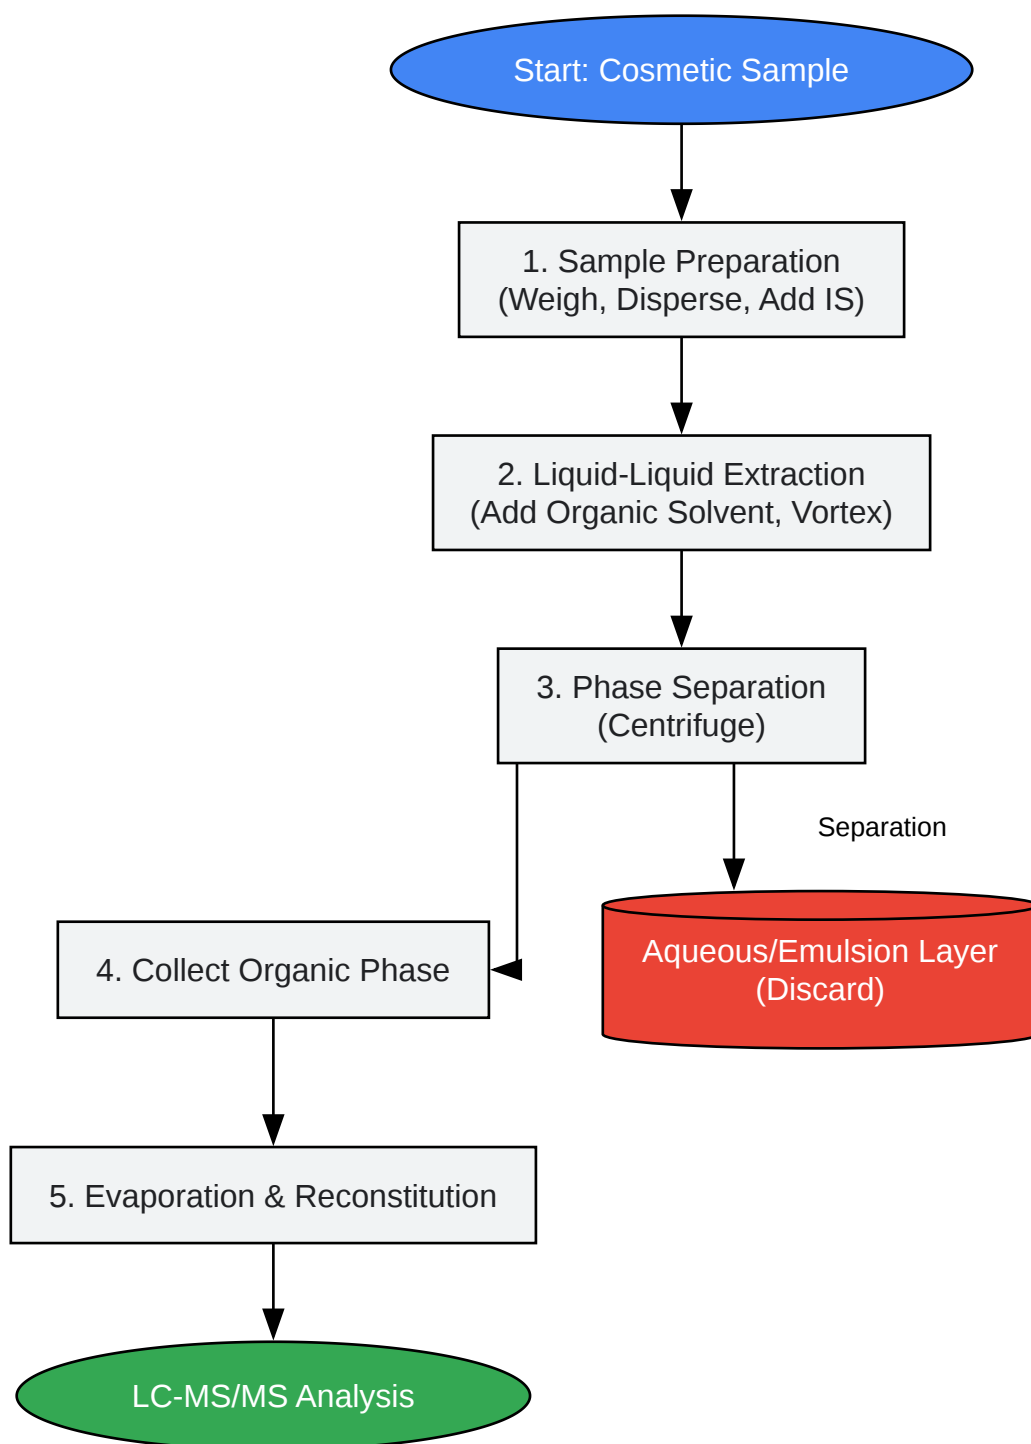 Start: Cosmetic Sample
1. Sample Preparation
(Weigh, Disperse, Add IS)
2. Liquid-Liquid Extraction
(Add Organic Solvent, Vortex)
3. Phase Separation
(Centrifuge)
Separation
4. Collect Organic Phase
Aqueous/Emulsion Layer
(Discard)
5. Evaporation & Reconstitution
LC-MS/MS Analysis